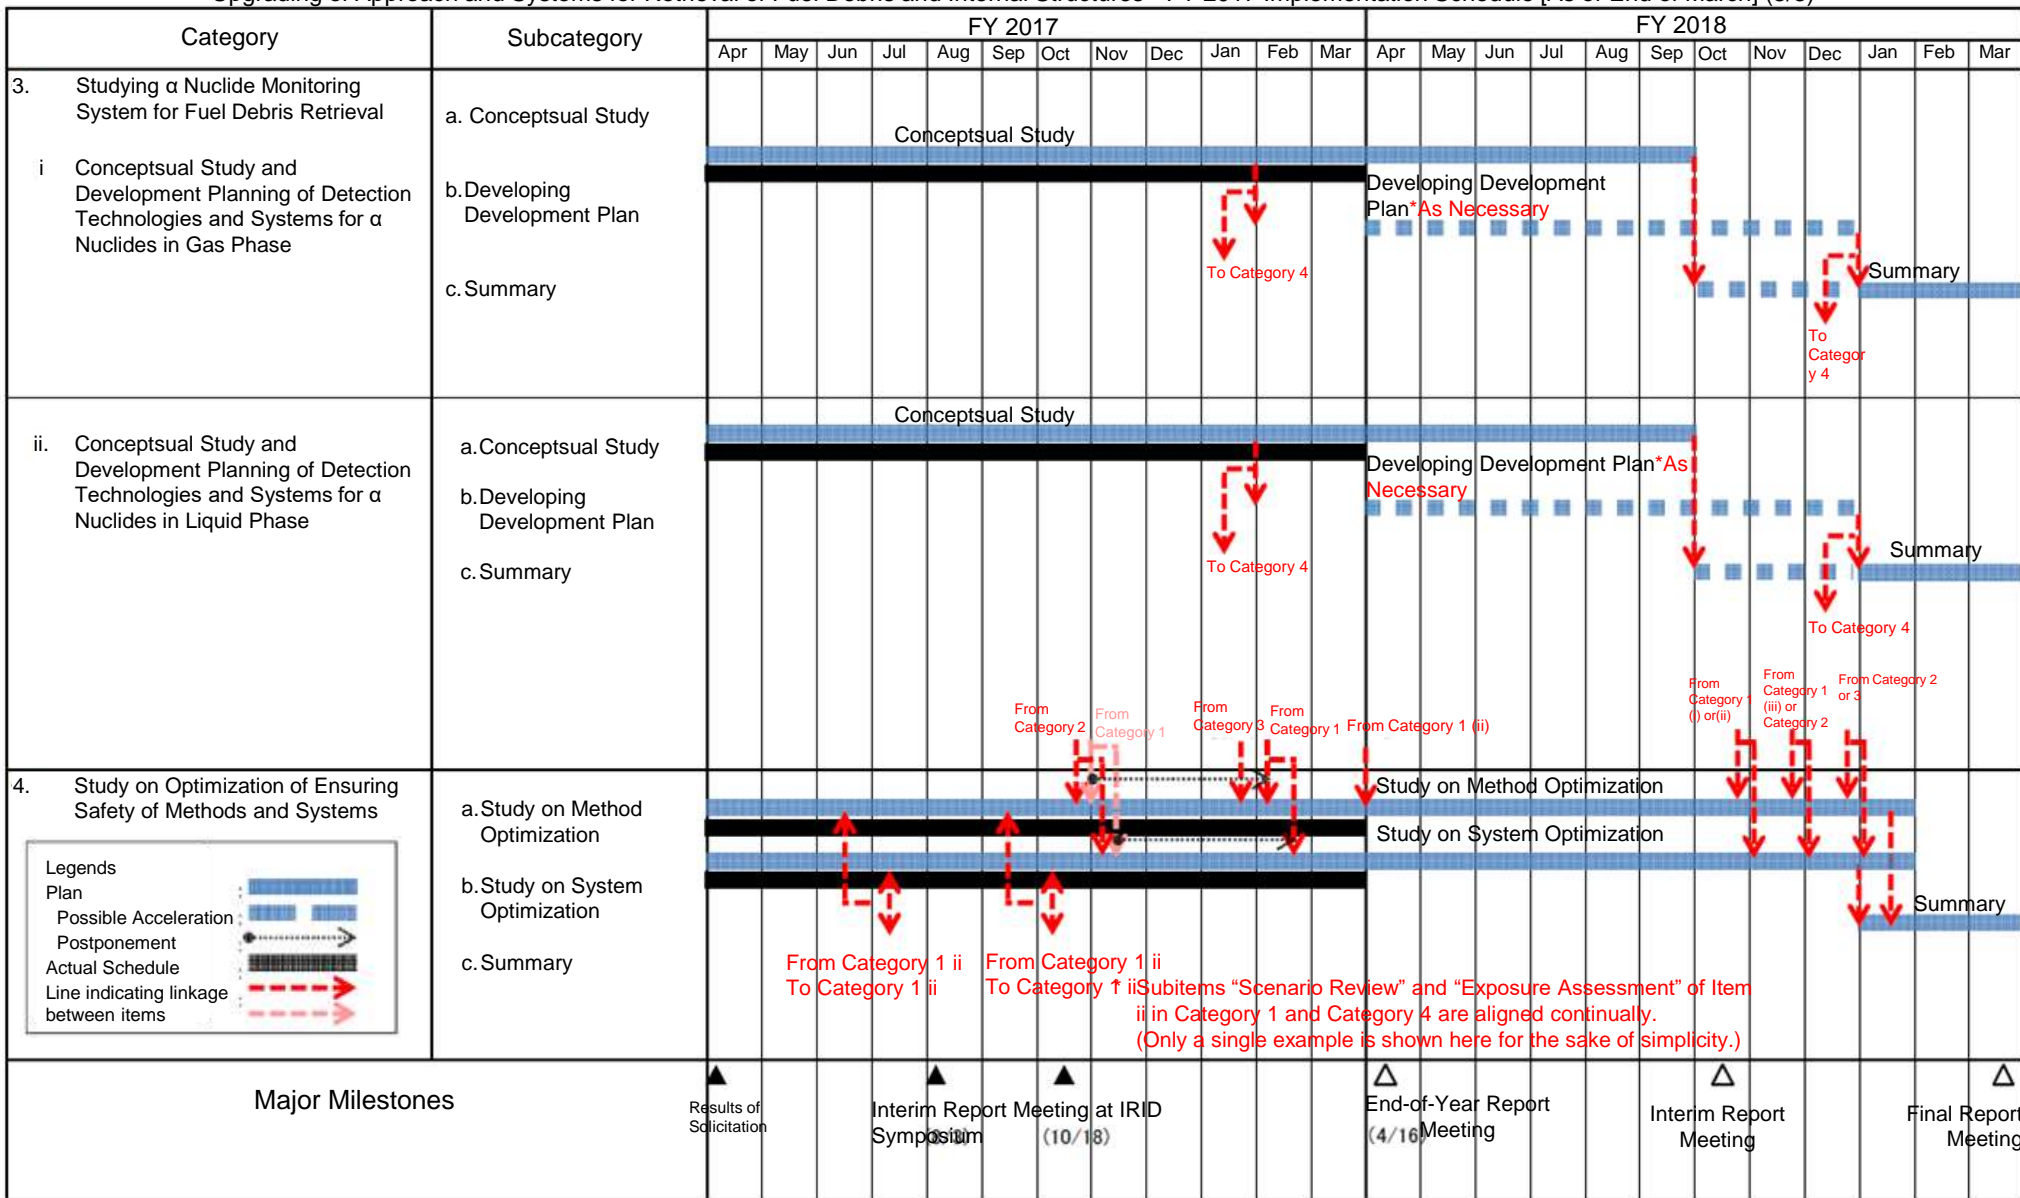 Category
Subcategory
FY 2017
FY 2018
Apr May Jun Jul Aug Sep Oct Nov Dec Jan Feb Mar Apr May Jun Jul Aug Sep Oct Nov Dec Jan Feb Mar
3. Studying α Nuclide Monitoring
System for Fuel Debris Retrieval
i Conceptsual Study and
Development Planning of Detection
Technologies and Systems for α
Nuclides in Gas Phase
a. Conceptsual Study
b. Developing
Development Plan
c. Summary
Conceptsual Study
Developing Development
Plan*As Necessary
To Category 4
Summary
To
Categor
y 4
ii. Conceptsual Study and
Development Planning of Detection
Technologies and Systems for α
Nuclides in Liquid Phase
a. Conceptsual Study
b. Developing
Development Plan
c. Summary
Conceptsual Study
Developing Development Plan*As
Necessary
To Category 4
Summary
To Category 4
From
Category 2
From
Category 1
From
Category 3
From
Category 1
From Category 1 (ii)
From
Category 1
(i) or(ii)
From
Category 1
(iii) or
Category 2
From Category 2
or 3
4. Study on Optimization of Ensuring
Safety of Methods and Systems
a. Study on Method
Optimization
b. Study on System
Optimization
c. Summary
Study on Method Optimization
Study on System Optimization
Summary
Legends
Plan
Possible Acceleration
Postponement
Actual Schedule
Line indicating linkage
between items
From Category 1 ii
To Category 1 ii
From Category 1 ii
To Category 1 ii
* Subitems “Scenario Review” and “Exposure Assessment” of Item
ii in Category 1 and Category 4 are aligned continually.
(Only a single example is shown here for the sake of simplicity.)
Major Milestones
Results of
Solicitation
Interim Report Meeting at IRID
Symposium
(10/18)
End-of-Year Report
Meeting
(4/16)
Interim Report
Meeting
Final Report
Meeting